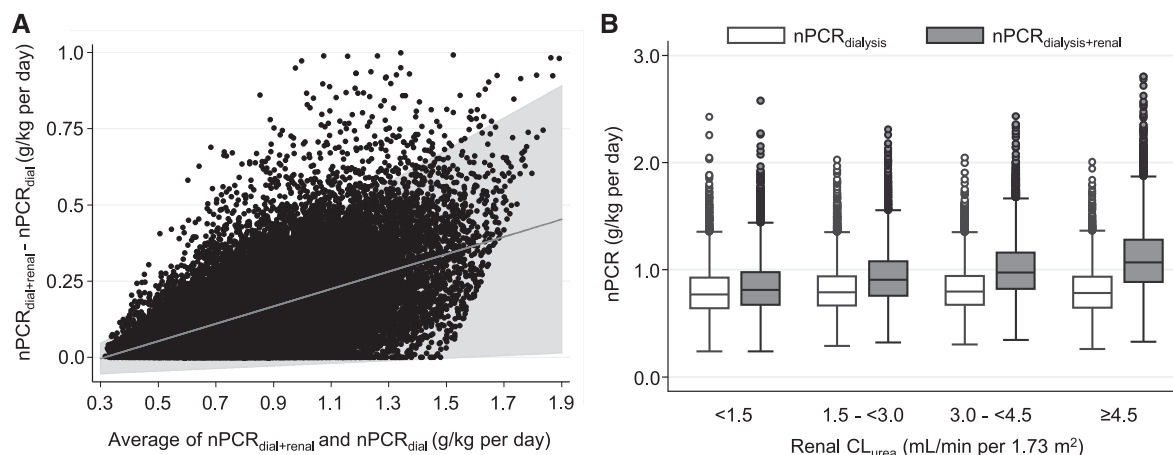 A
nPCRdial+renal - nPCRdial (g/kg per day)
1.0
0.75
0.5
0.25
0.0
0.3 0.5 0.7 0.9 1.1 1.3 1.5 1.7 1.9
Average of nPCRdial+renal and nPCRdial (g/kg per day)
B
nPCRdialysis nPCRdialysis+renal
nPCR (g/kg per day)
3.0
2.0
1.0
0.0
<1.5 1.5 - <3.0 3.0 - <4.5 ≥4.5
Renal CLurea (mL/min per 1.73 m²)